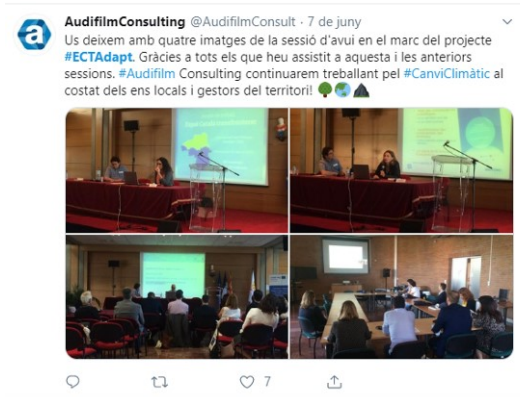 AudifilmConsulting @AudifilmConsult · 7 de juny
Us deixem amb quatre imatges de la sessió d'avui en el marc del projecte
#ECTAdapt. Gràcies a tots els que heu assistit a aquesta i les anteriors
sessions. #Audifilm Consulting continuarem treballant pel #CanviClimàtic al
costat dels ens locals i gestors del territori! 🌳🌍⛰️
7